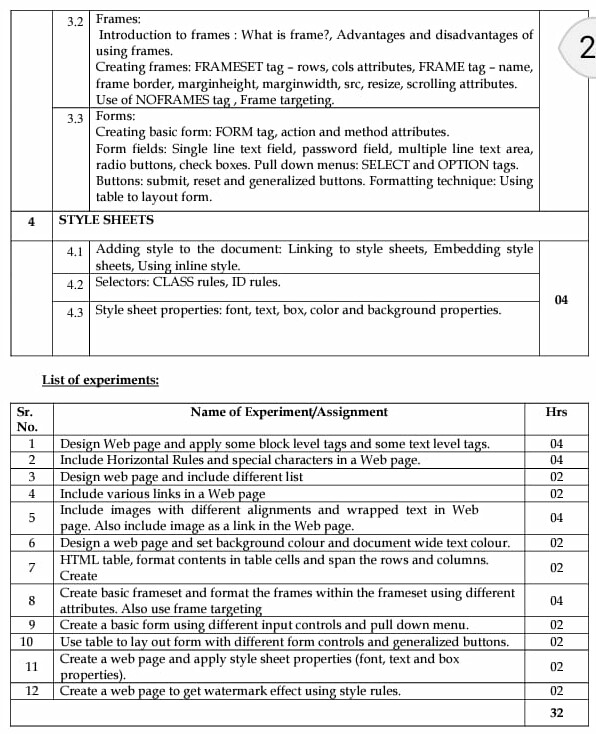 3.2 Frames:
Introduction to frames : What is frame?, Advantages and disadvantages of
using frames.
Creating frames: FRAMESET tag – rows, cols attributes, FRAME tag – name,
frame border, marginheight, marginwidth, src, resize, scrolling attributes.
Use of NOFRAMES tag , Frame targeting.
2
3.3 Forms:
Creating basic form: FORM tag, action and method attributes.
Form fields: Single line text field, password field, multiple line text area,
radio buttons, check boxes. Pull down menus: SELECT and OPTION tags.
Buttons: submit, reset and generalized buttons. Formatting technique: Using
table to layout form.
4 STYLE SHEETS
4.1 Adding style to the document: Linking to style sheets, Embedding style
sheets, Using inline style.
4.2 Selectors: CLASS rules, ID rules.
04
4.3 Style sheet properties: font, text, box, color and background properties.
List of experiments:
Sr. No. Name of Experiment/Assignment Hrs
1 Design Web page and apply some block level tags and some text level tags. 04
2 Include Horizontal Rules and special characters in a Web page. 04
3 Design web page and include different list 02
4 Include various links in a Web page 02
5 Include images with different alignments and wrapped text in Web
page. Also include image as a link in the Web page. 04
6 Design a web page and set background colour and document wide text colour. 02
7 HTML table, format contents in table cells and span the rows and columns.
Create 02
8 Create basic frameset and format the frames within the frameset using different
attributes. Also use frame targeting 04
9 Create a basic form using different input controls and pull down menu. 02
10 Use table to lay out form with different form controls and generalized buttons. 02
11 Create a web page and apply style sheet properties (font, text and box
properties). 02
12 Create a web page to get watermark effect using style rules. 02
32